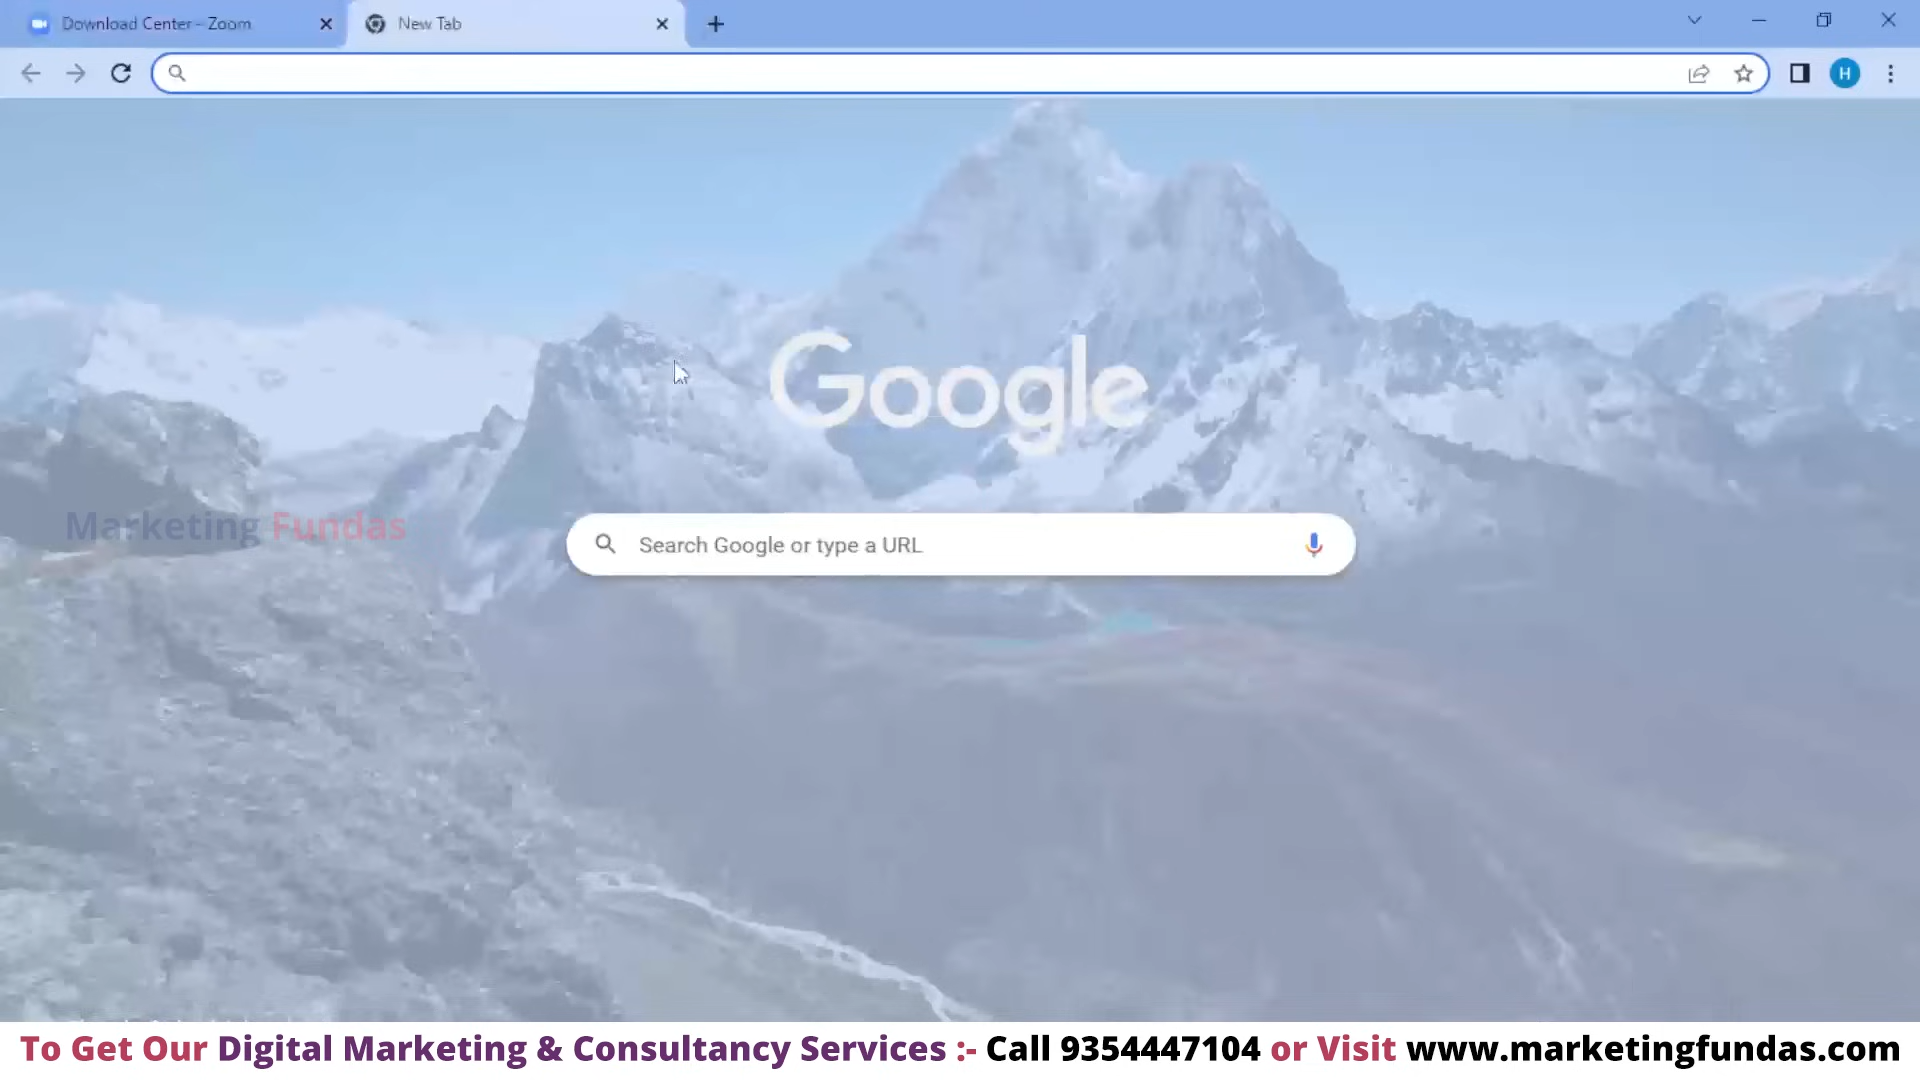 Download Center - Zoom
New Tab
H
Google
Marketing Fundas
Search Google or type a URL
To Get Our Digital Marketing & Consultancy Services :- Call 9354447104 or Visit www.marketingfundas.com